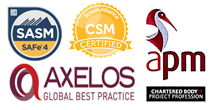 SASM
SAFe® 4
CSM
CERTIFIED
apm
AXELOS
GLOBAL BEST PRACTICE
CHARTERED BODY
PROJECT PROFESSION